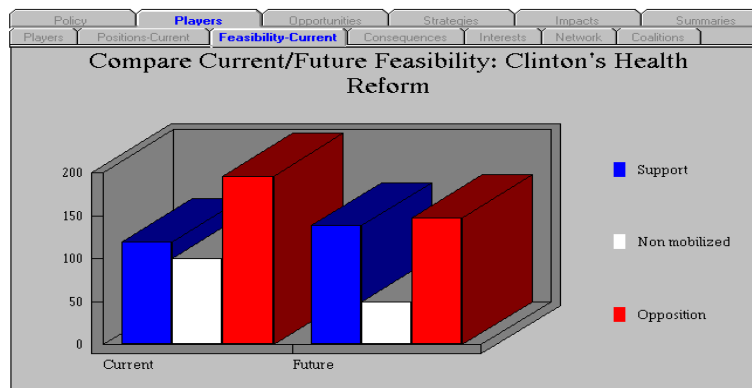 Policy Players Opportunities Strategies Impacts Summaries
Players Positions-Current Feasibility-Current Consequences Interests Network Coalitions
Compare Current/Future Feasibility: Clinton's Health
Reform
200
150
100
50
0
Current Future
Support
Non mobilized
Opposition